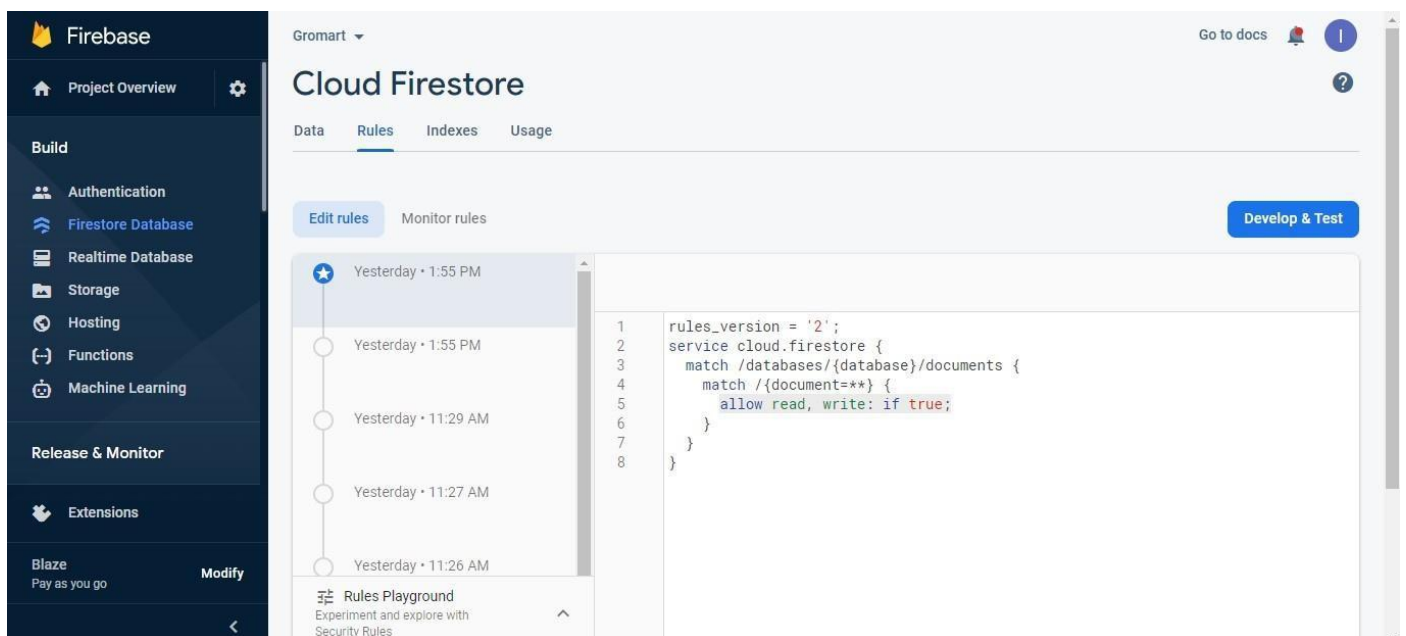 Firebase
Project Overview
Build
Authentication
Firestore Database
Realtime Database
Storage
Hosting
Functions
Machine Learning
Release & Monitor
Extensions
Blaze
Pay as you go
Modify
Gromart
Go to docs
I
Cloud Firestore
?
Data Rules Indexes Usage
Edit rules Monitor rules
Develop & Test
Yesterday • 1:55 PM
Yesterday • 1:55 PM
Yesterday • 11:29 AM
Yesterday • 11:27 AM
Yesterday • 11:26 AM
Rules Playground
Experiment and explore with
Security Rules
1 rules_version = '2';
2 service cloud.firestore {
3 match /databases/{database}/documents {
4 match /{document=**} {
5 allow read, write: if true;
6 }
7 }
8 }